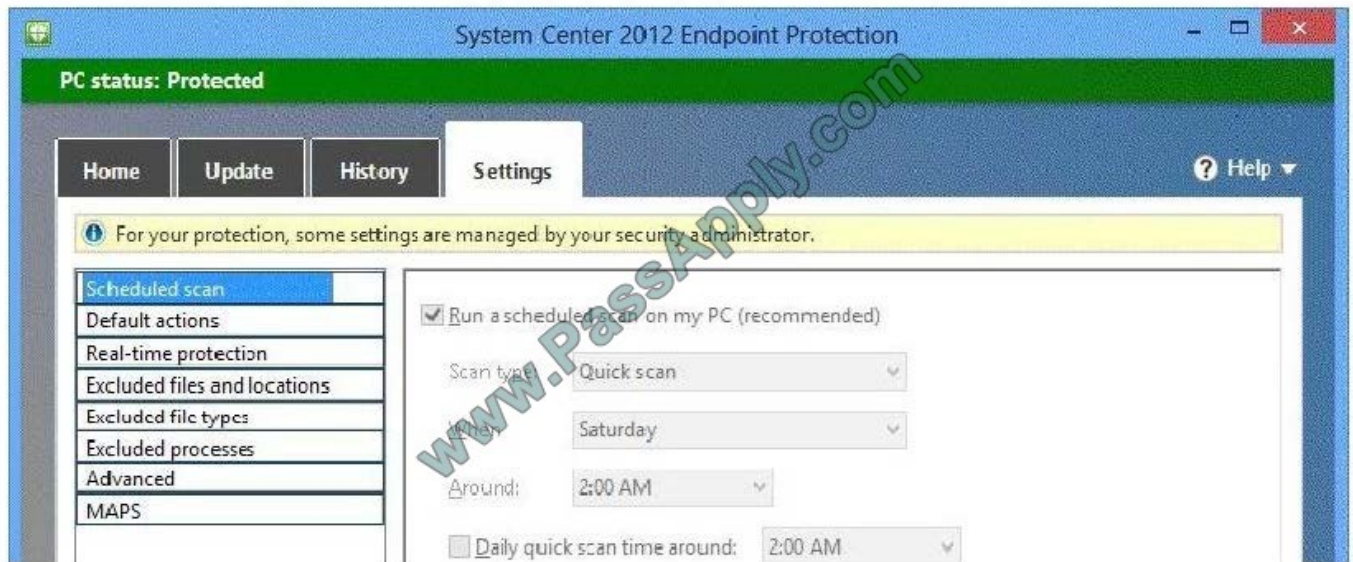 System Center 2012 Endpoint Protection
PC status: Protected
Home
Update
History
Settings
Help
For your protection, some settings are managed by your security administrator.
Scheduled scan
Default actions
Real-time protection
Excluded files and locations
Excluded file types
Excluded processes
Advanced
MAPS
Run a scheduled scan on my PC (recommended)
Scan type: Quick scan
When: Saturday
Around: 2:00 AM
Daily quick scan time around: 2:00 AM
www.PassApply.com